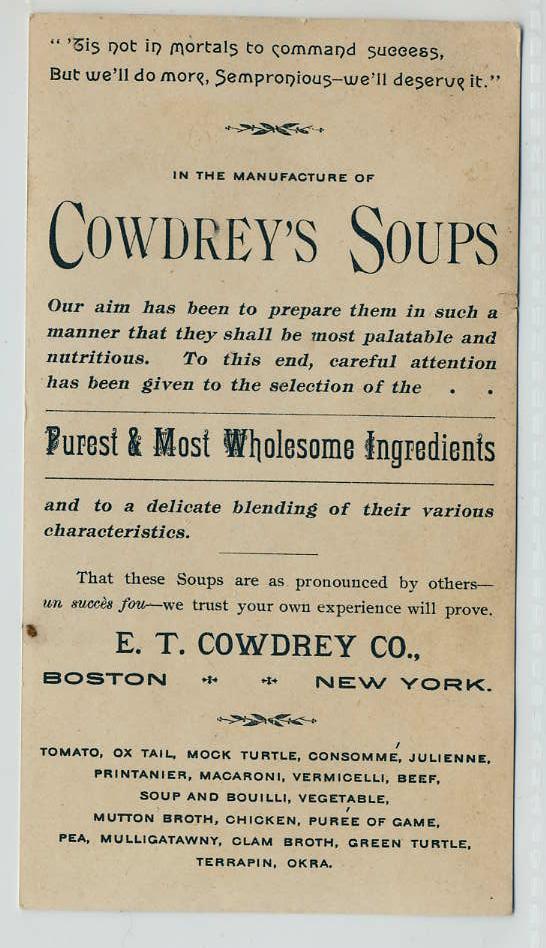 " 'Tis not in mortals to command success,
But we'll do more, Sempronious—we'll deserve it."
IN THE MANUFACTURE OF
COWDREY'S SOUPS
Our aim has been to prepare them in such a
manner that they shall be most palatable and
nutritious. To this end, careful attention
has been given to the selection of the . .
Purest & Most Wholesome Ingredients
and to a delicate blending of their various
characteristics.
That these Soups are as pronounced by others—
un succès fou—we trust your own experience will prove.
E. T. COWDREY CO.,
BOSTON NEW YORK.
TOMATO, OX TAIL, MOCK TURTLE, CONSOMMÉ, JULIENNE,
PRINTANIER, MACARONI, VERMICELLI, BEEF,
SOUP AND BOUILLI, VEGETABLE,
MUTTON BROTH, CHICKEN, PURÉE OF GAME,
PEA, MULLIGATAWNY, CLAM BROTH, GREEN TURTLE,
TERRAPIN, OKRA.